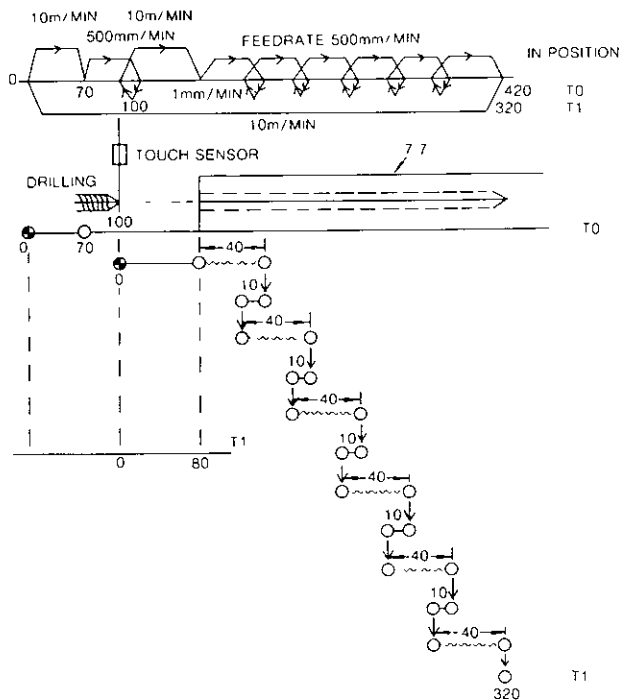 10m/MIN 10m/MIN
500mm/MIN FEEDRATE 500mm/MIN
IN POSITION
0 70 100 1mm/MIN 420 T0
320 T1
10m/MIN
TOUCH SENSOR
77
DRILLING
100
0 70 T0
0 40
10
40
10
40
T1
10
0 80
40
10
40
10
40
T1
320